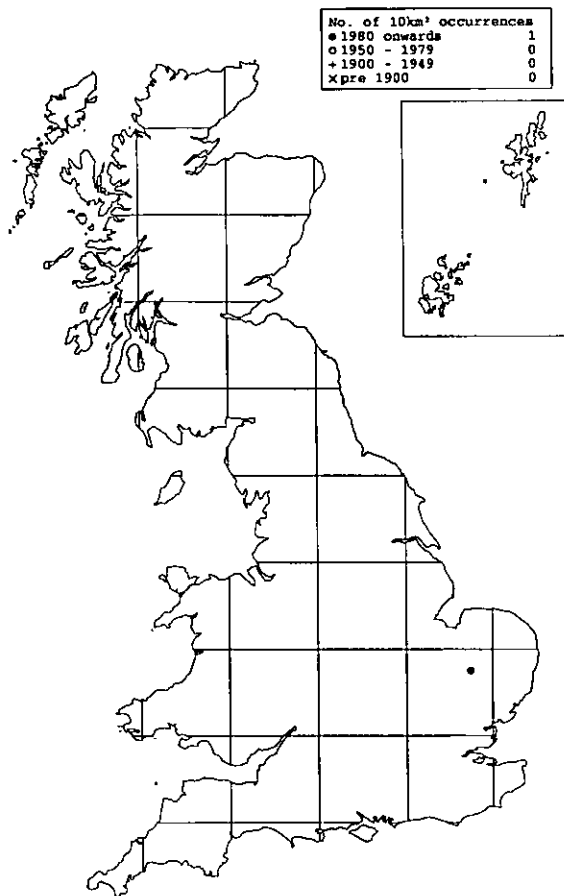 No. of 10km² occurrences
● 1980 onwards 1
o 1950 - 1979 0
+ 1900 - 1949 0
x pre 1900 0